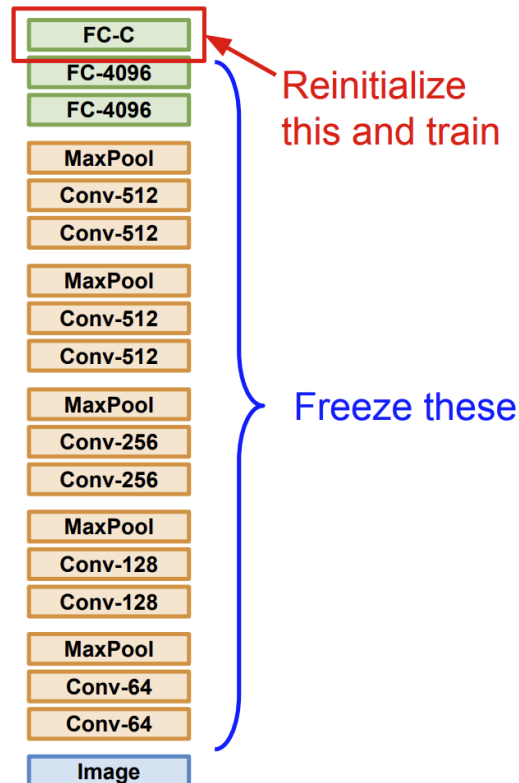 FC-C
FC-4096
FC-4096
Reinitialize
this and train
MaxPool
Conv-512
Conv-512
MaxPool
Conv-512
Conv-512
MaxPool
Conv-256
Conv-256
Freeze these
MaxPool
Conv-128
Conv-128
MaxPool
Conv-64
Conv-64
Image